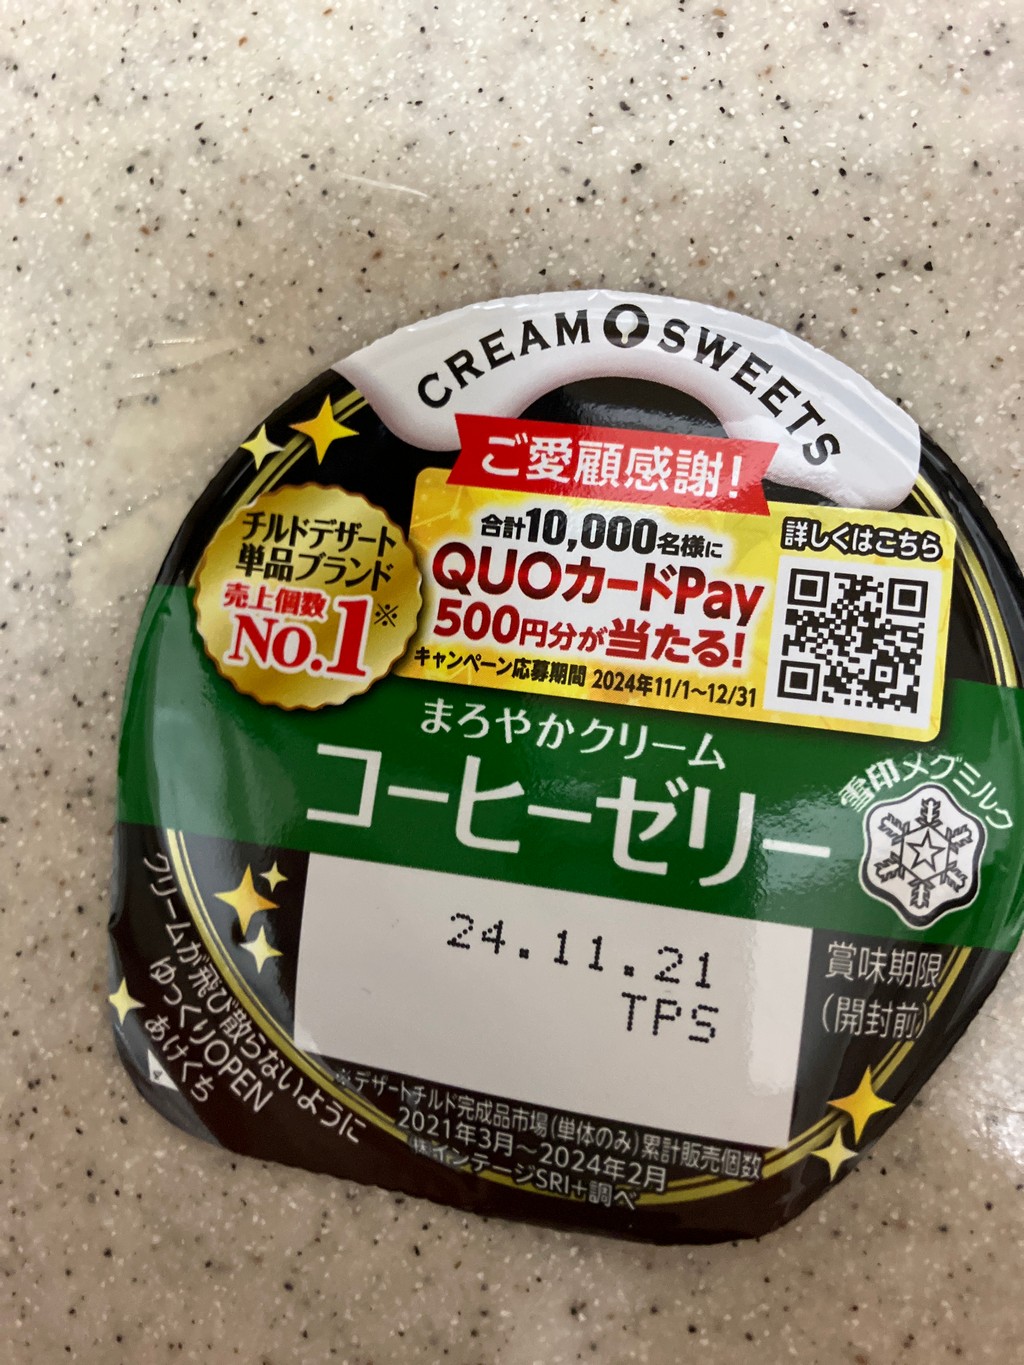 CREAM SWEETS
ご愛顧感謝!
チルドデザート
単品ブランド
売上個数
No.1※
合計10,000名様に
QUOカードPay
500円分が当たる!
キャンペーン応募期間 2024年11/1~12/31
詳しくはこちら
まろやかクリーム
コーヒーゼリー
雪印メグミルク
24.11.21
TPS
賞味期限
(開封前)
クリームが飛び散らないように
ゆっくりOPEN
あけくち
※デザートチルド完成品市場(単体のみ)累計販売個数
2021年3月~2024年2月
(株)インテージSRI+調べ